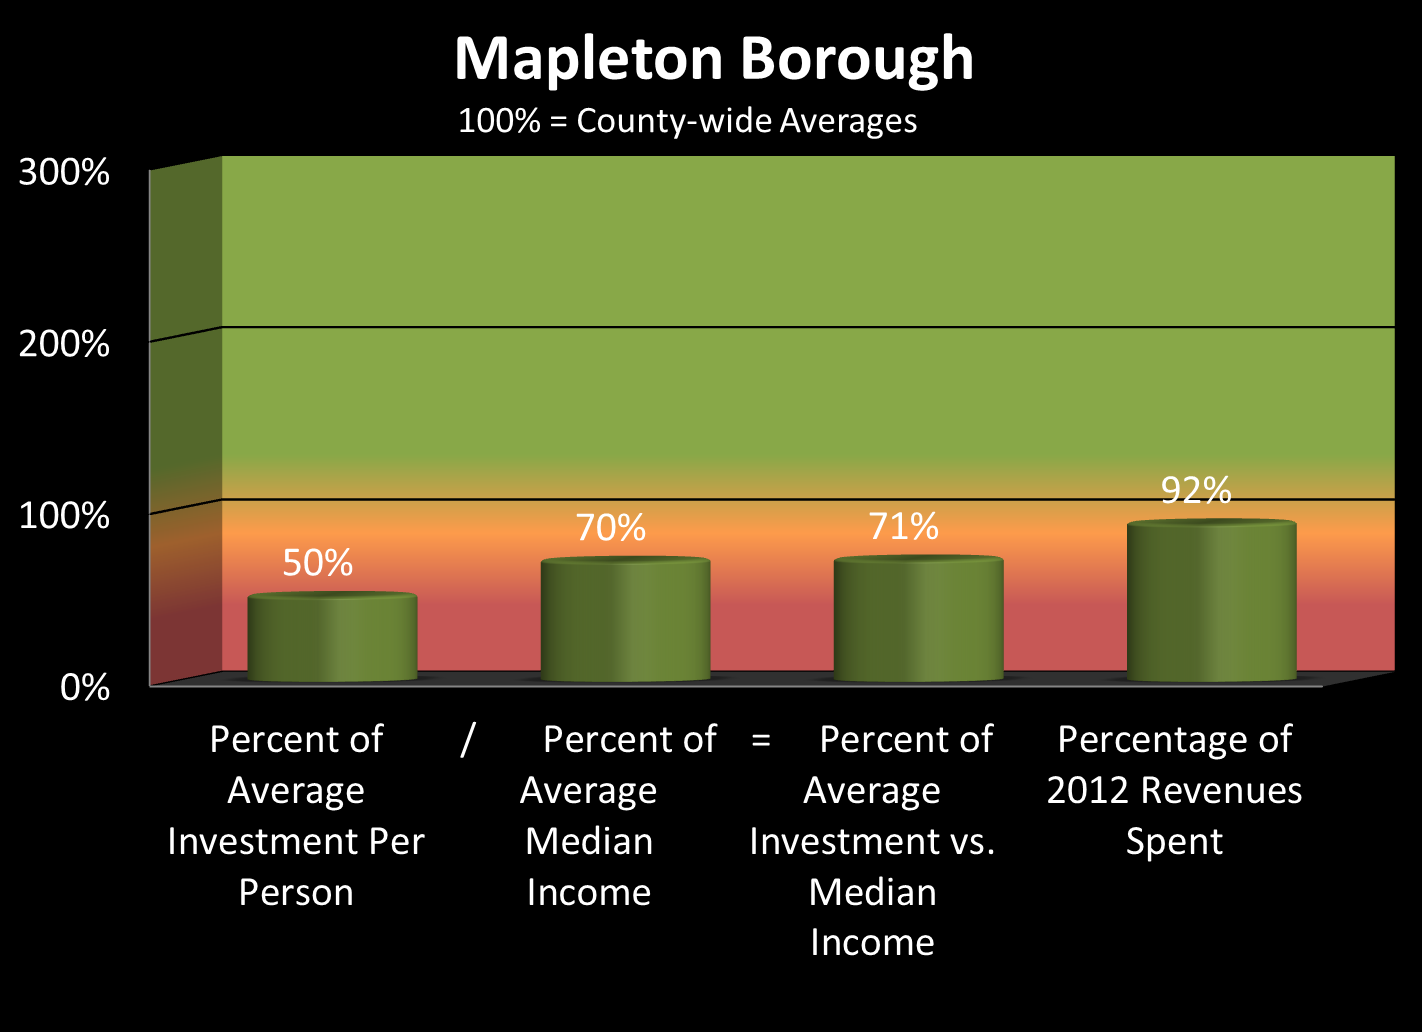 Mapleton Borough
100% = County-wide Averages
300%
200%
100%
0%
50%
70%
71%
92%
Percent of
Average
Investment Per
Person
/
Percent of
Average
Median
Income
=
Percent of
Average
Investment vs.
Median
Income
Percentage of
2012 Revenues
Spent